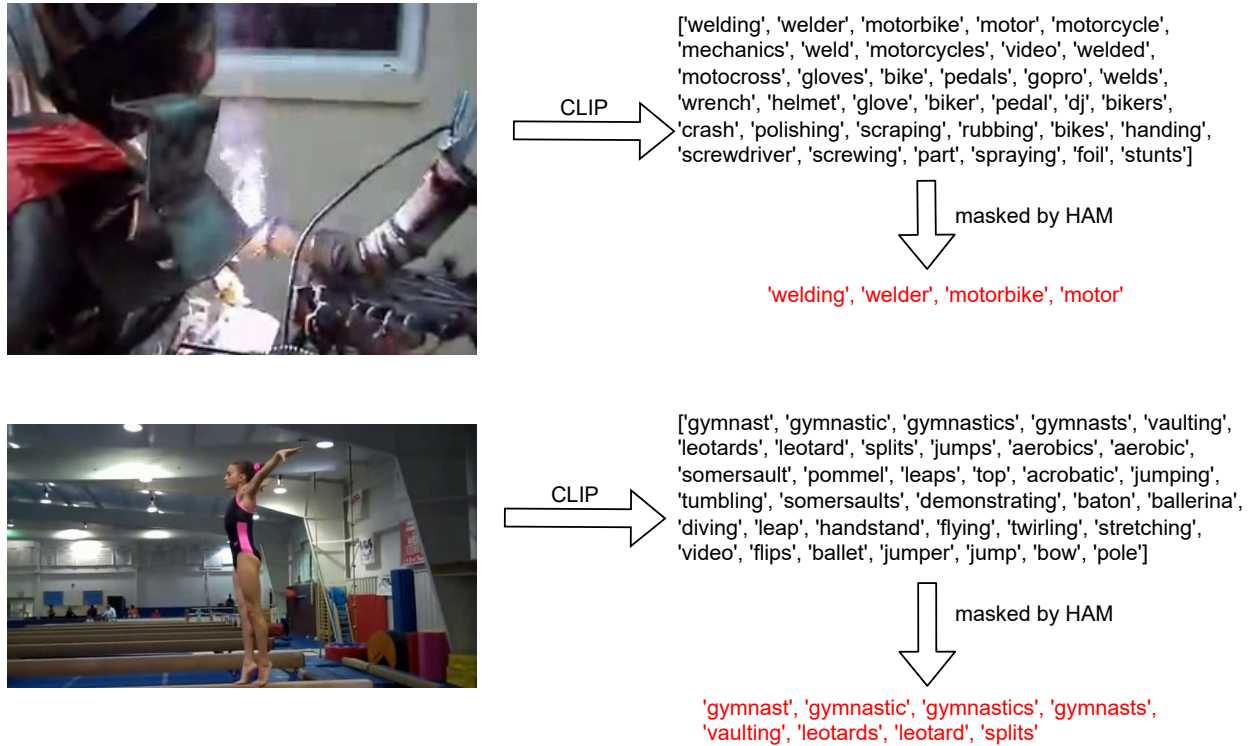 ['welding', 'welder', 'motorbike', 'motor', 'motorcycle',
'mechanics', 'weld', 'motorcycles', 'video', 'welded',
'motocross', 'gloves', 'bike', 'pedals', 'gopro', 'welds',
'wrench', 'helmet', 'glove', 'biker', 'pedal', 'dj', 'bikers',
'crash', 'polishing', 'scraping', 'rubbing', 'bikes', 'handing',
'screwdriver', 'screwing', 'part', 'spraying', 'foil', 'stunts']
CLIP
masked by HAM
'welding', 'welder', 'motorbike', 'motor'
['gymnast', 'gymnastic', 'gymnastics', 'gymnasts', 'vaulting',
'leotards', 'leotard', 'splits', 'jumps', 'aerobics', 'aerobic',
'somersault', 'pommel', 'leaps', 'top', 'acrobatic', 'jumping',
'tumbling', 'somersaults', 'demonstrating', 'baton', 'ballerina',
'diving', 'leap', 'handstand', 'flying', 'twirling', 'stretching',
'video', 'flips', 'ballet', 'jumper', 'jump', 'bow', 'pole']
CLIP
masked by HAM
'gymnast', 'gymnastic', 'gymnastics', 'gymnasts',
'vaulting', 'leotards', 'leotard', 'splits'